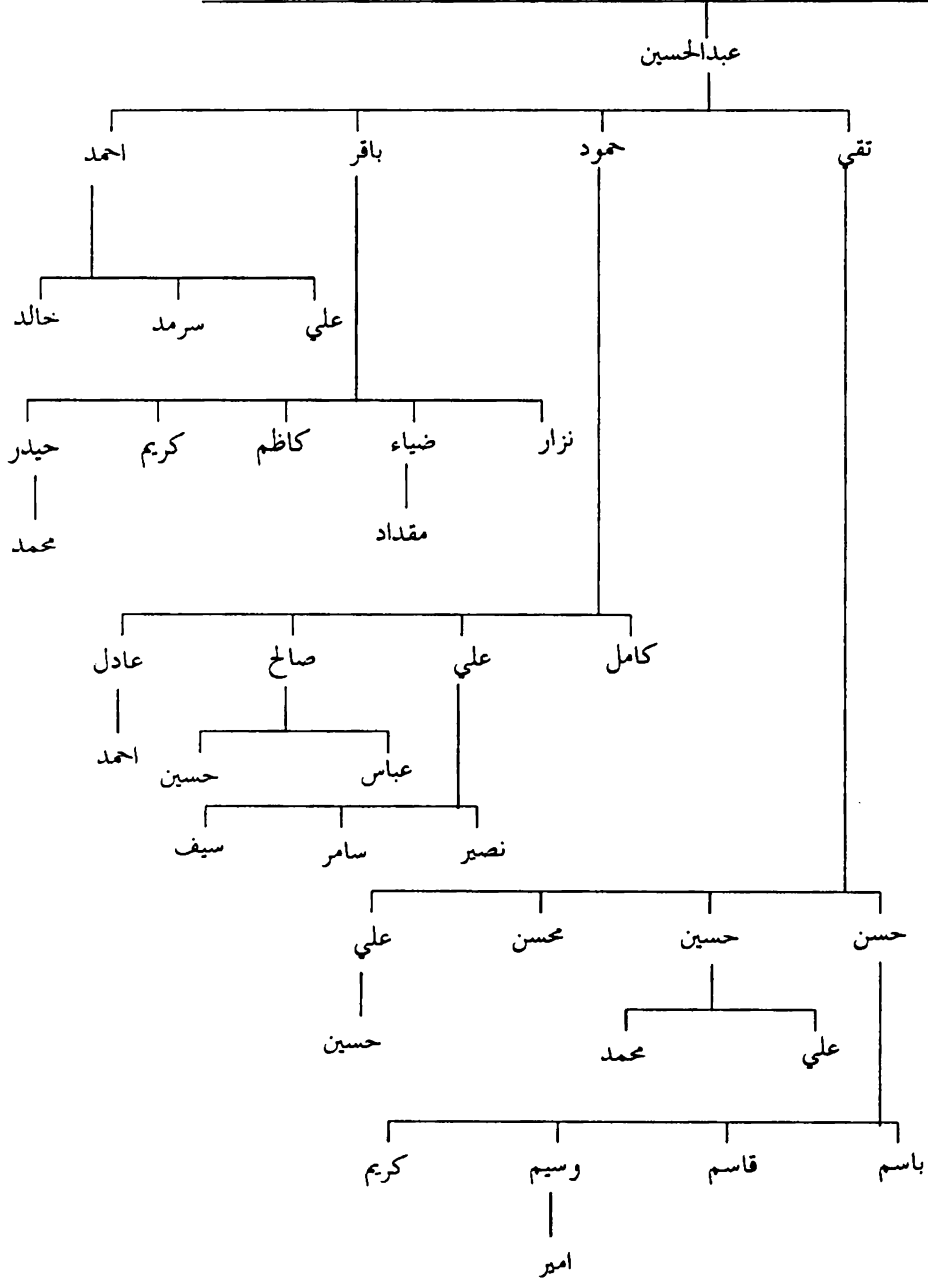 عبدالحسين
تقي حمود باقر احمد
علي سرمد خالد
نزار ضياء كاظم كريم حيدر
مقداد محمد
كامل علي صالح عادل
احمد
عباس حسين
نصير سامر سيف
حسن حسين محسن علي
علي محمد حسين
باسم قاسم وسيم كريم
امير